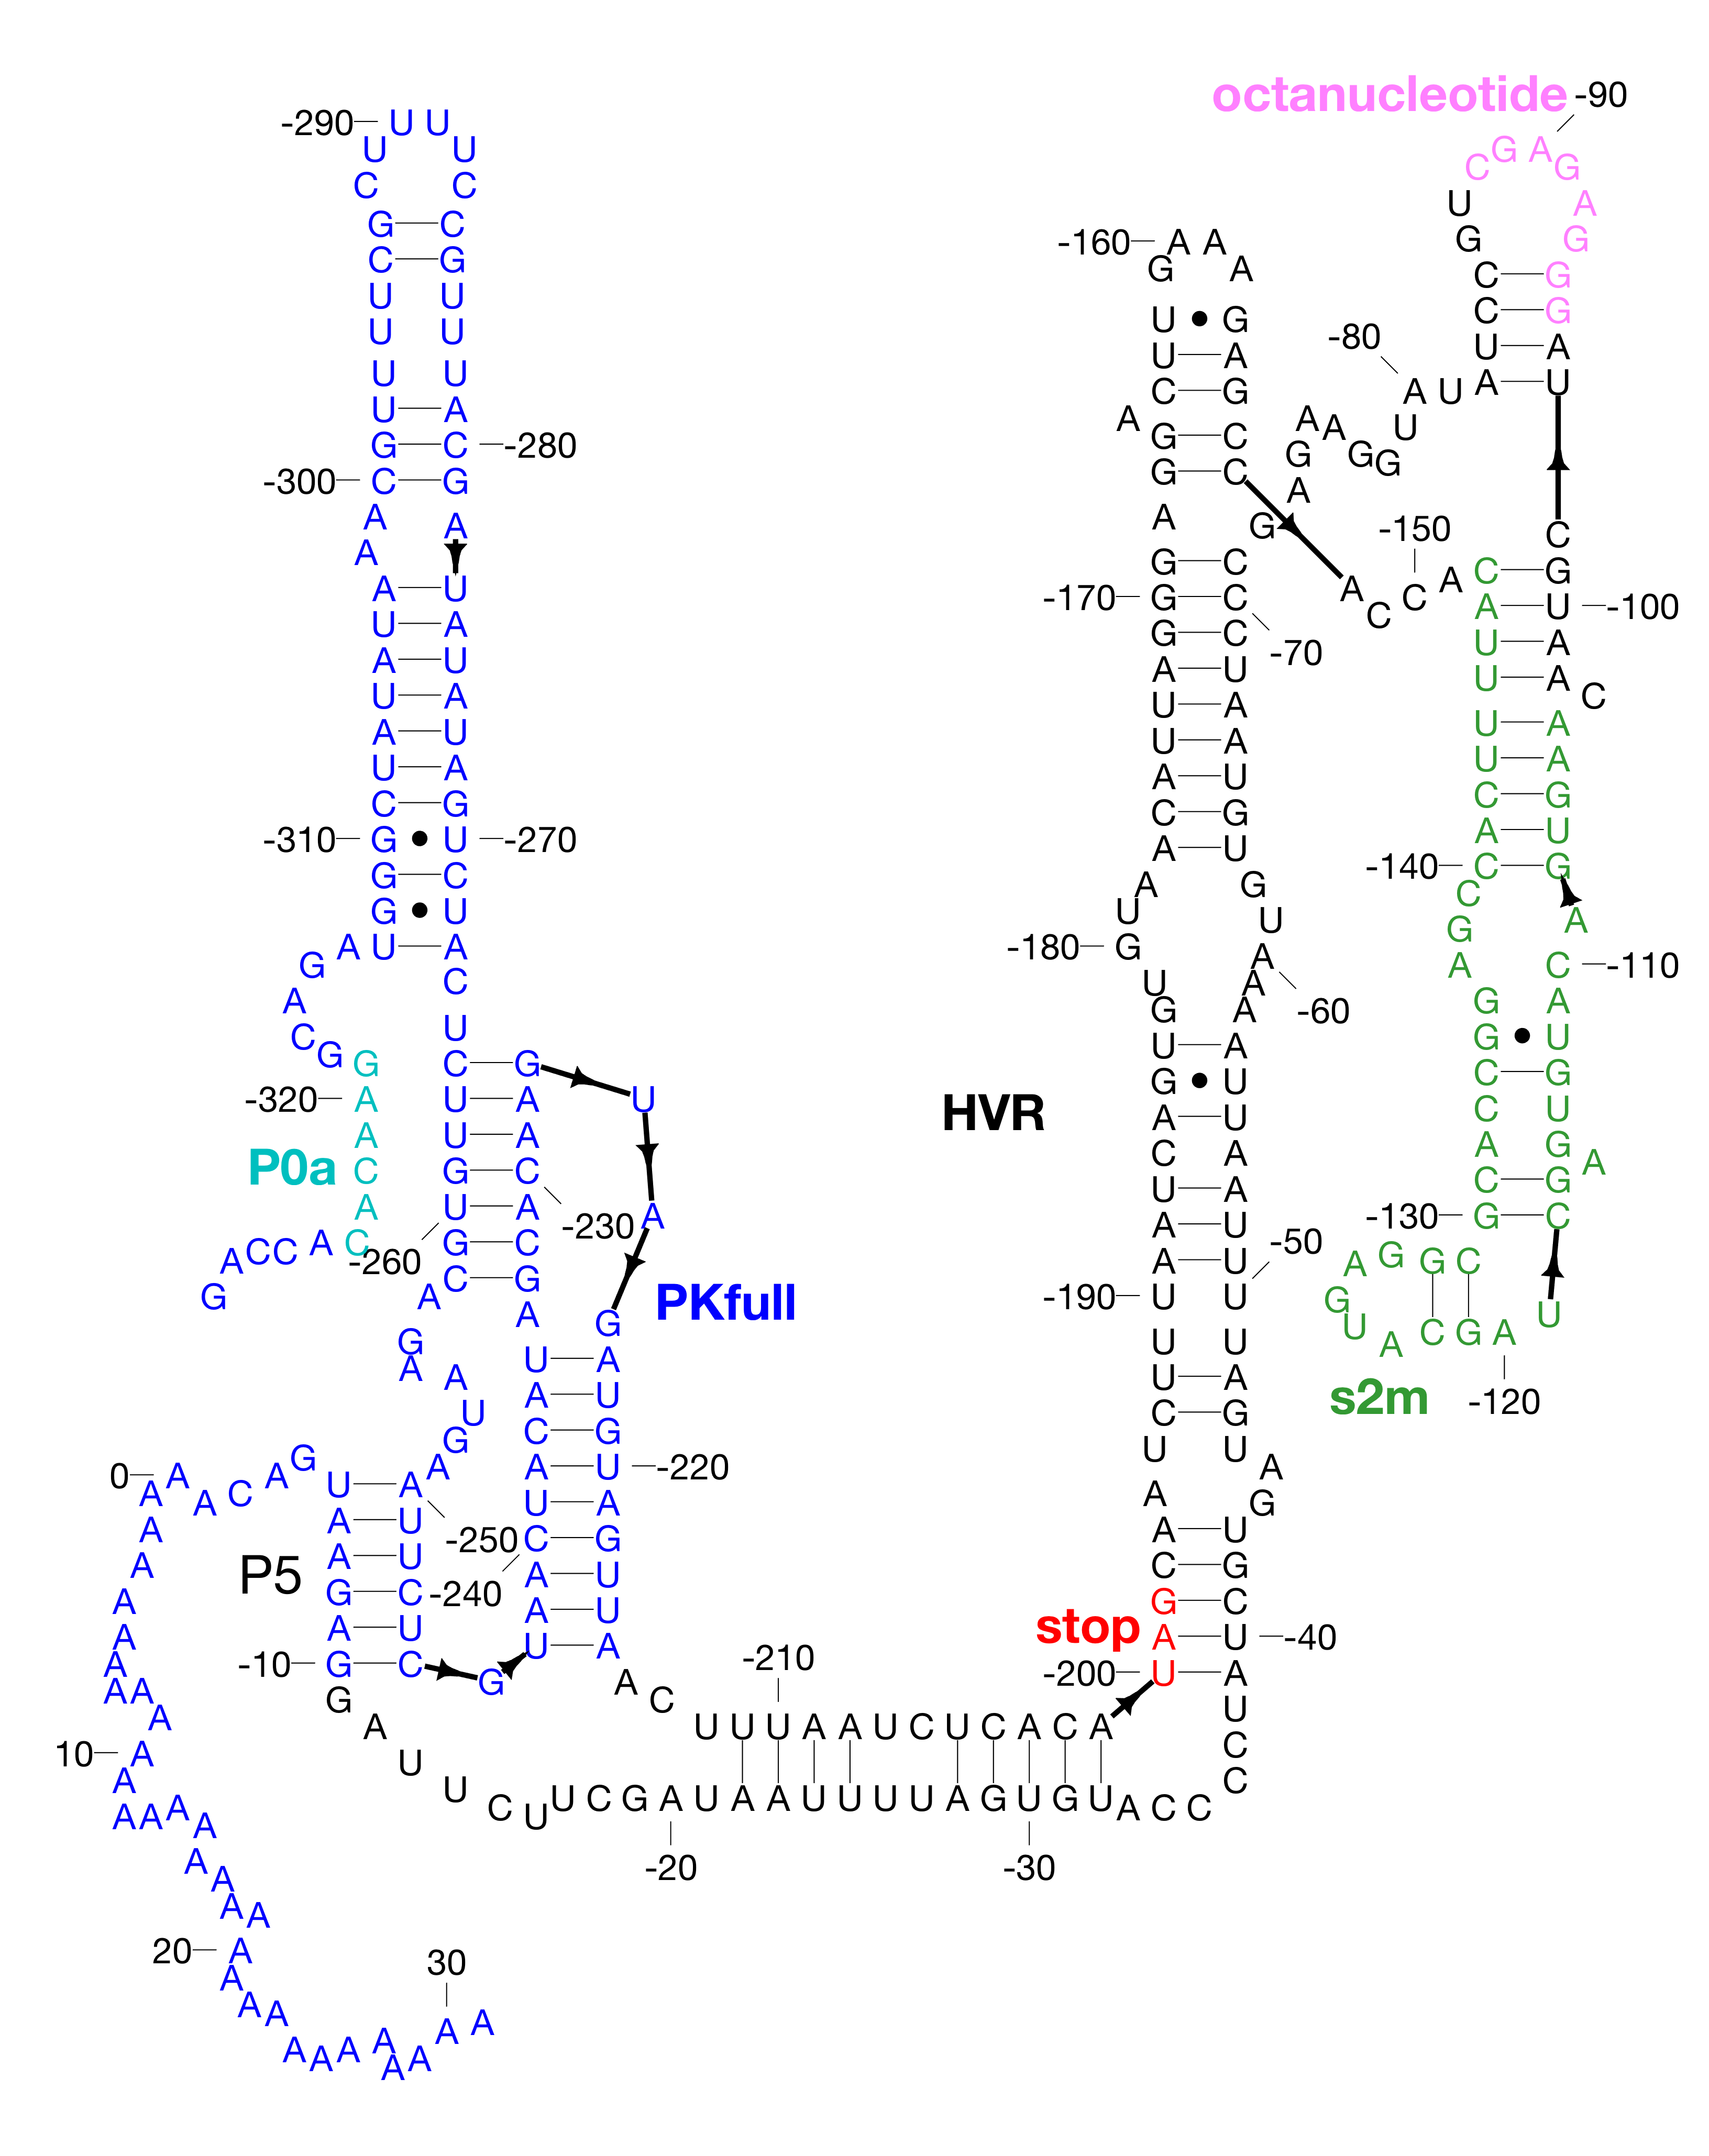 octanucleotide -90
-290 U U
U U
C C
G C
C G
U U
U U
U U
U A
G C -280
-300 C G
A A
A
A U
U A
A U
U A
A U
U A
C G
-310 G • U -270
G C
G • U
A U A
G C
A U
C G G C G
-320 A U A U
A U A
P0a C G C
A U A -230 A
G A C C A C -260 G C
A C G PKfull
G A G
A A U A
U A U
G C G
0 A A A C A G U A A A U -220
A A U U A
P5 A U -250 C G
A G C -240 A U
A A U A U
-10 G C G U A
G A C
A U U C U
-210
U U U A A U C U C A C A
U C G A U A A U U U U A G U G U A C C
-20 -30
A A
A A A
A A A
10 A
A
A A A A
A
A
A A
20 A 30
A
A A
A A A A A A A A
C G A G
U A
G G
C G
C G
U A
-80 A U A U
-160 A A
G A
U • G
U A
C G
A G C A A U
G C G G G
A A
G -150
A C C A C G C
G C A U -100
-170 G C U A
G C -70 U A C
A U U A
U A U A
U A C G
A U A U
C G -140 C G
A U C A
A G G C -110
U U A A
-180 G A G • U
U A -60 G
G A C G
HVR U A C U
G • U A G A
A U C G
C A -130 G C
U A
A U
A U -50
-190 U U
U U
U A
C G
U U A
A G
A U
C G
stop G C
A U -40
-200 U A
U
C
C
A G G C
G U A C G A U
s2m -120